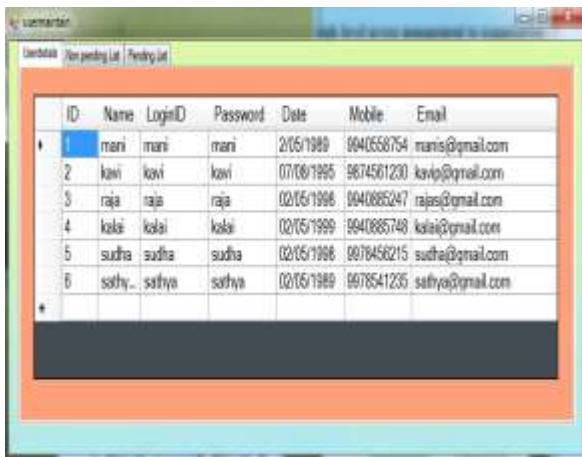 Userdetails Non pending List Pending List
ID Name LoginID Password Date Mobile Email
1 mani mani mani 2/05/1989 9940558754 manis@gmail.com
2 kavi kavi kavi 07/08/1995 9874561230 kavip@gmail.com
3 raja raja raja 02/05/1998 9940885247 rajas@gmail.com
4 kalai kalai kalai 02/05/1999 9940885748 kalai@gmail.com
5 sudha sudha sudha 02/05/1998 9978456215 sudha@gmail.com
6 sathy... sathya sathya 02/05/1989 9978541235 sathya@gmail.com